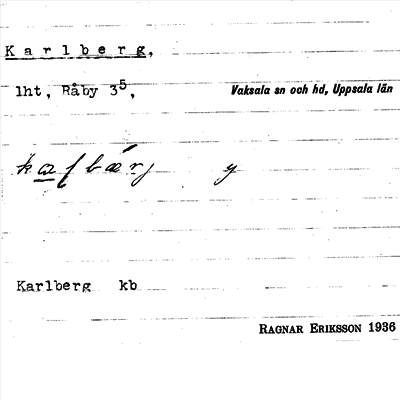 Karlberg,
lht, Råby 3⁵, Vaksala sn och hd, Uppsala län
y
Karlberg kb
RAGNAR ERIKSSON 1936